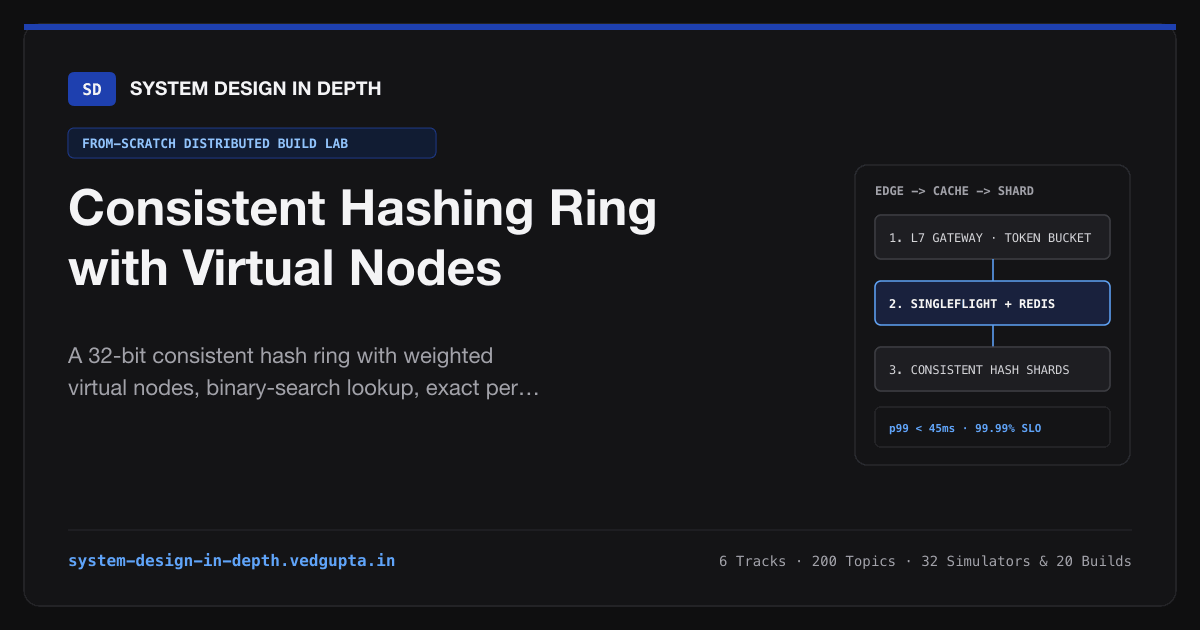 SD
SYSTEM DESIGN IN DEPTH
FROM-SCRATCH DISTRIBUTED BUILD LAB
Consistent Hashing Ring
with Virtual Nodes
A 32-bit consistent hash ring with weighted
virtual nodes, binary-search lookup, exact per…
EDGE -> CACHE -> SHARD
1. L7 GATEWAY · TOKEN BUCKET
2. SINGLEFLIGHT + REDIS
3. CONSISTENT HASH SHARDS
p99 < 45ms · 99.99% SLO
system-design-in-depth.vedgupta.in
6 Tracks · 200 Topics · 32 Simulators & 20 Builds